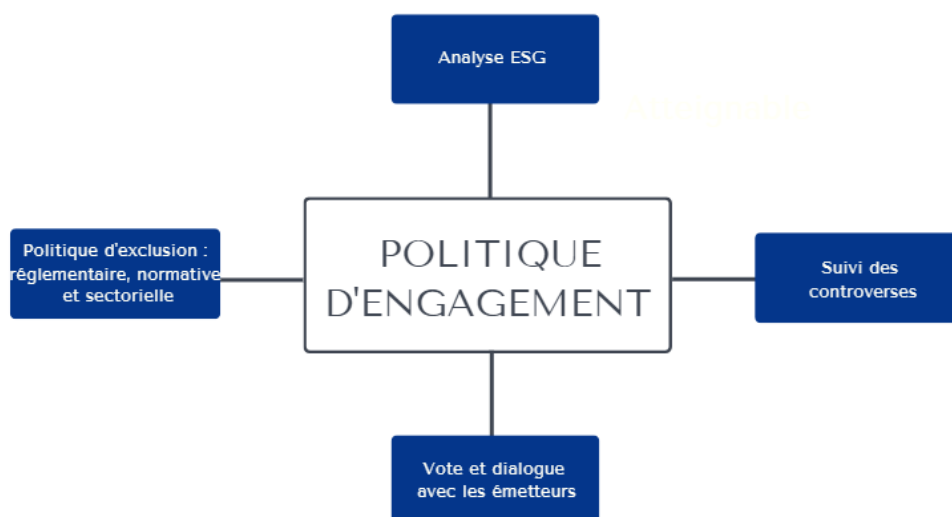 Analyse ESG
Politique d'exclusion :
réglementaire, normative
et sectorielle
POLITIQUE
D'ENGAGEMENT
Suivi des
controverses
Vote et dialogue
avec les émetteurs